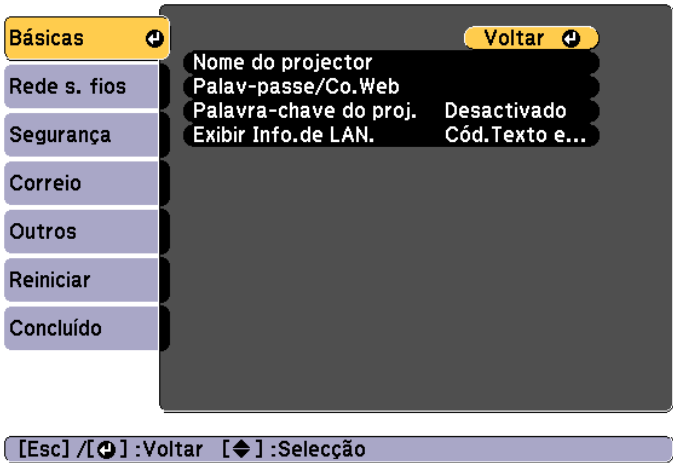 Básicas
Rede s. fios
Segurança
Correio
Outros
Reiniciar
Concluído
Voltar
Nome do projector
Palav-passe/Co.Web
Palavra-chave do proj. Desactivado
Exibir Info.de LAN. Cód.Texto e...
[Esc] /[ ] :Voltar [ ] :Selecção